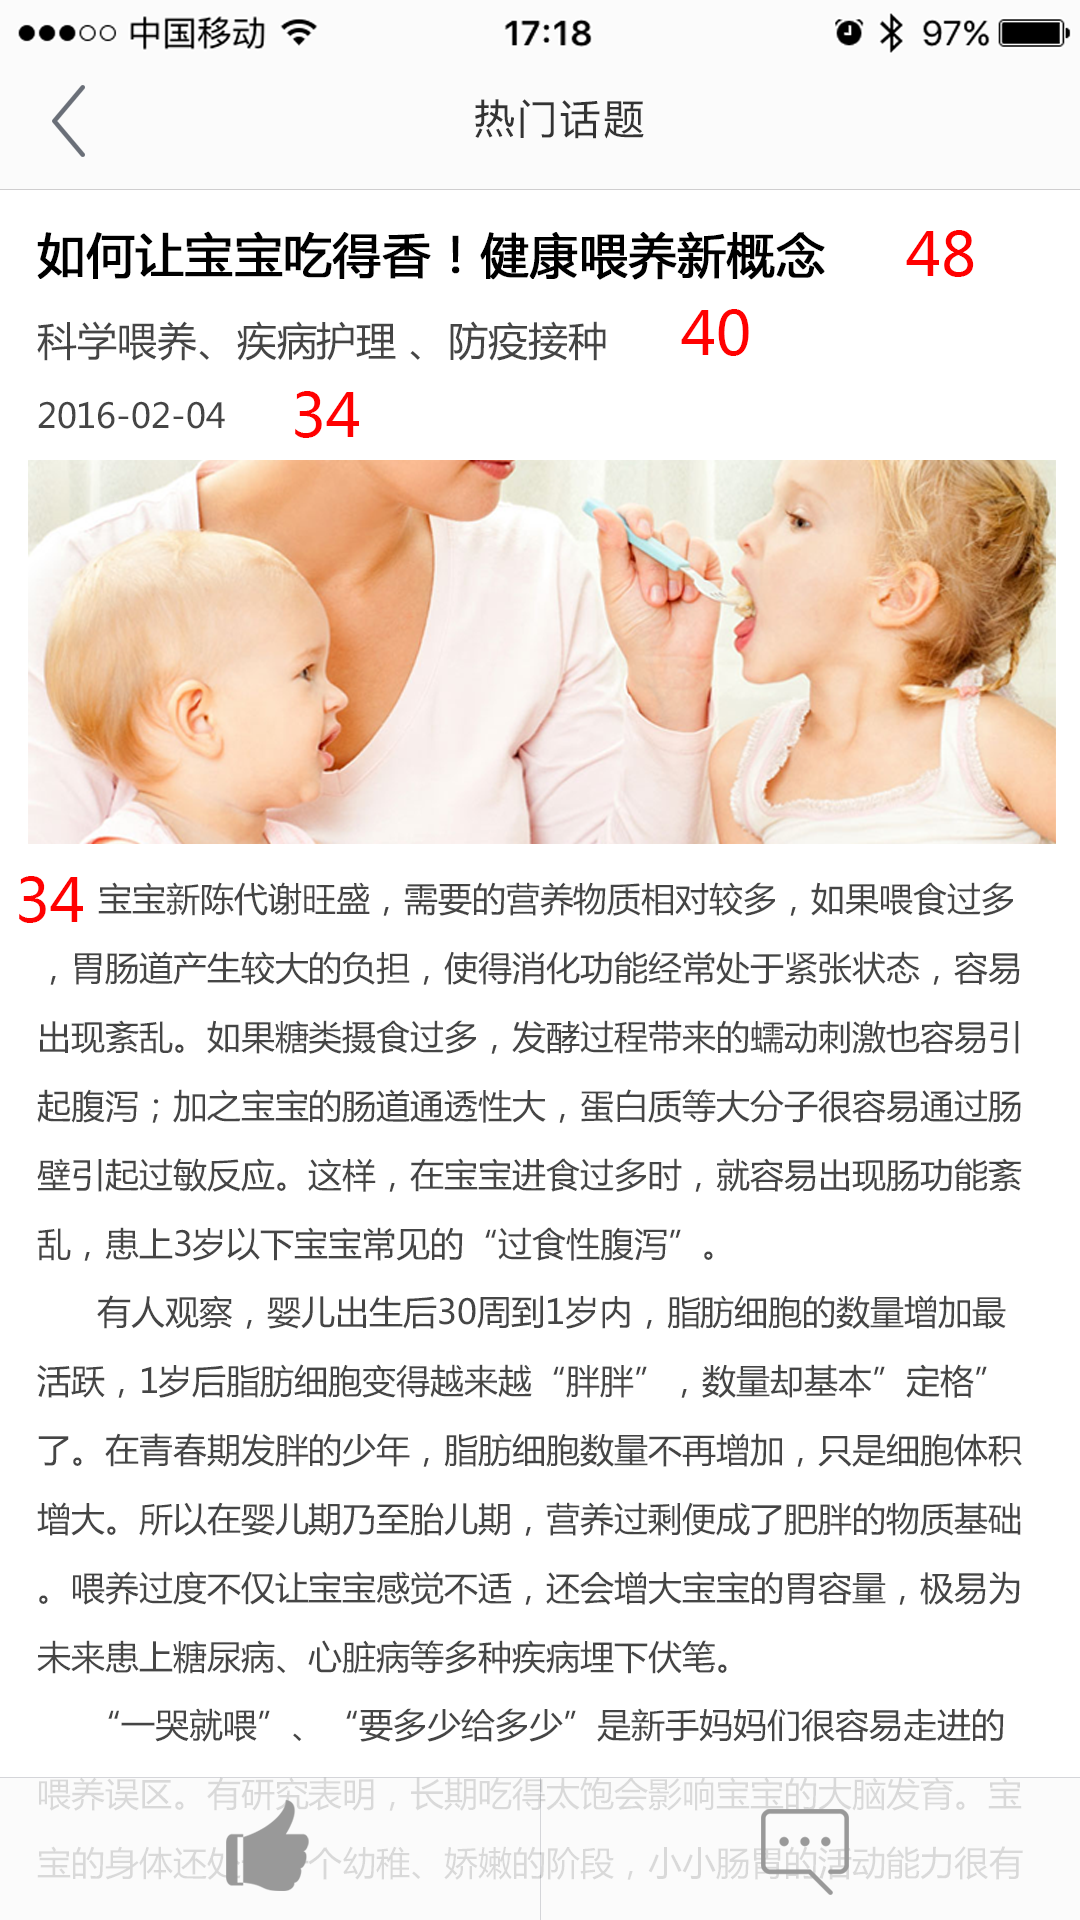 中国移动 17:18 97%
热门话题
如何让宝宝吃得香！健康喂养新概念 48
科学喂养、疾病护理 、防疫接种 40
2016-02-04 34
34 宝宝新陈代谢旺盛，需要的营养物质相对较多，如果喂食过多
，胃肠道产生较大的负担，使得消化功能经常处于紧张状态，容易
出现紊乱。如果糖类摄食过多，发酵过程带来的蠕动刺激也容易引
起腹泻；加之宝宝的肠道通透性大，蛋白质等大分子很容易通过肠
壁引起过敏反应。这样，在宝宝进食过多时，就容易出现肠功能紊
乱，患上3岁以下宝宝常见的“过食性腹泻”。
有人观察，婴儿出生后30周到1岁内，脂肪细胞的数量增加最
活跃，1岁后脂肪细胞变得越来越“胖胖”，数量却基本”定格”
了。在青春期发胖的少年，脂肪细胞数量不再增加，只是细胞体积
增大。所以在婴儿期乃至胎儿期，营养过剩便成了肥胖的物质基础
。喂养过度不仅让宝宝感觉不适，还会增大宝宝的胃容量，极易为
未来患上糖尿病、心脏病等多种疾病埋下伏笔。
“一哭就喂”、“要多少给多少”是新手妈妈们很容易走进的
喂养误区。有研究表明，长期吃得太饱会影响宝宝的大脑发育。宝
宝的身体还处 个幼稚、娇嫩的阶段，小小肠胃的活动能力很有